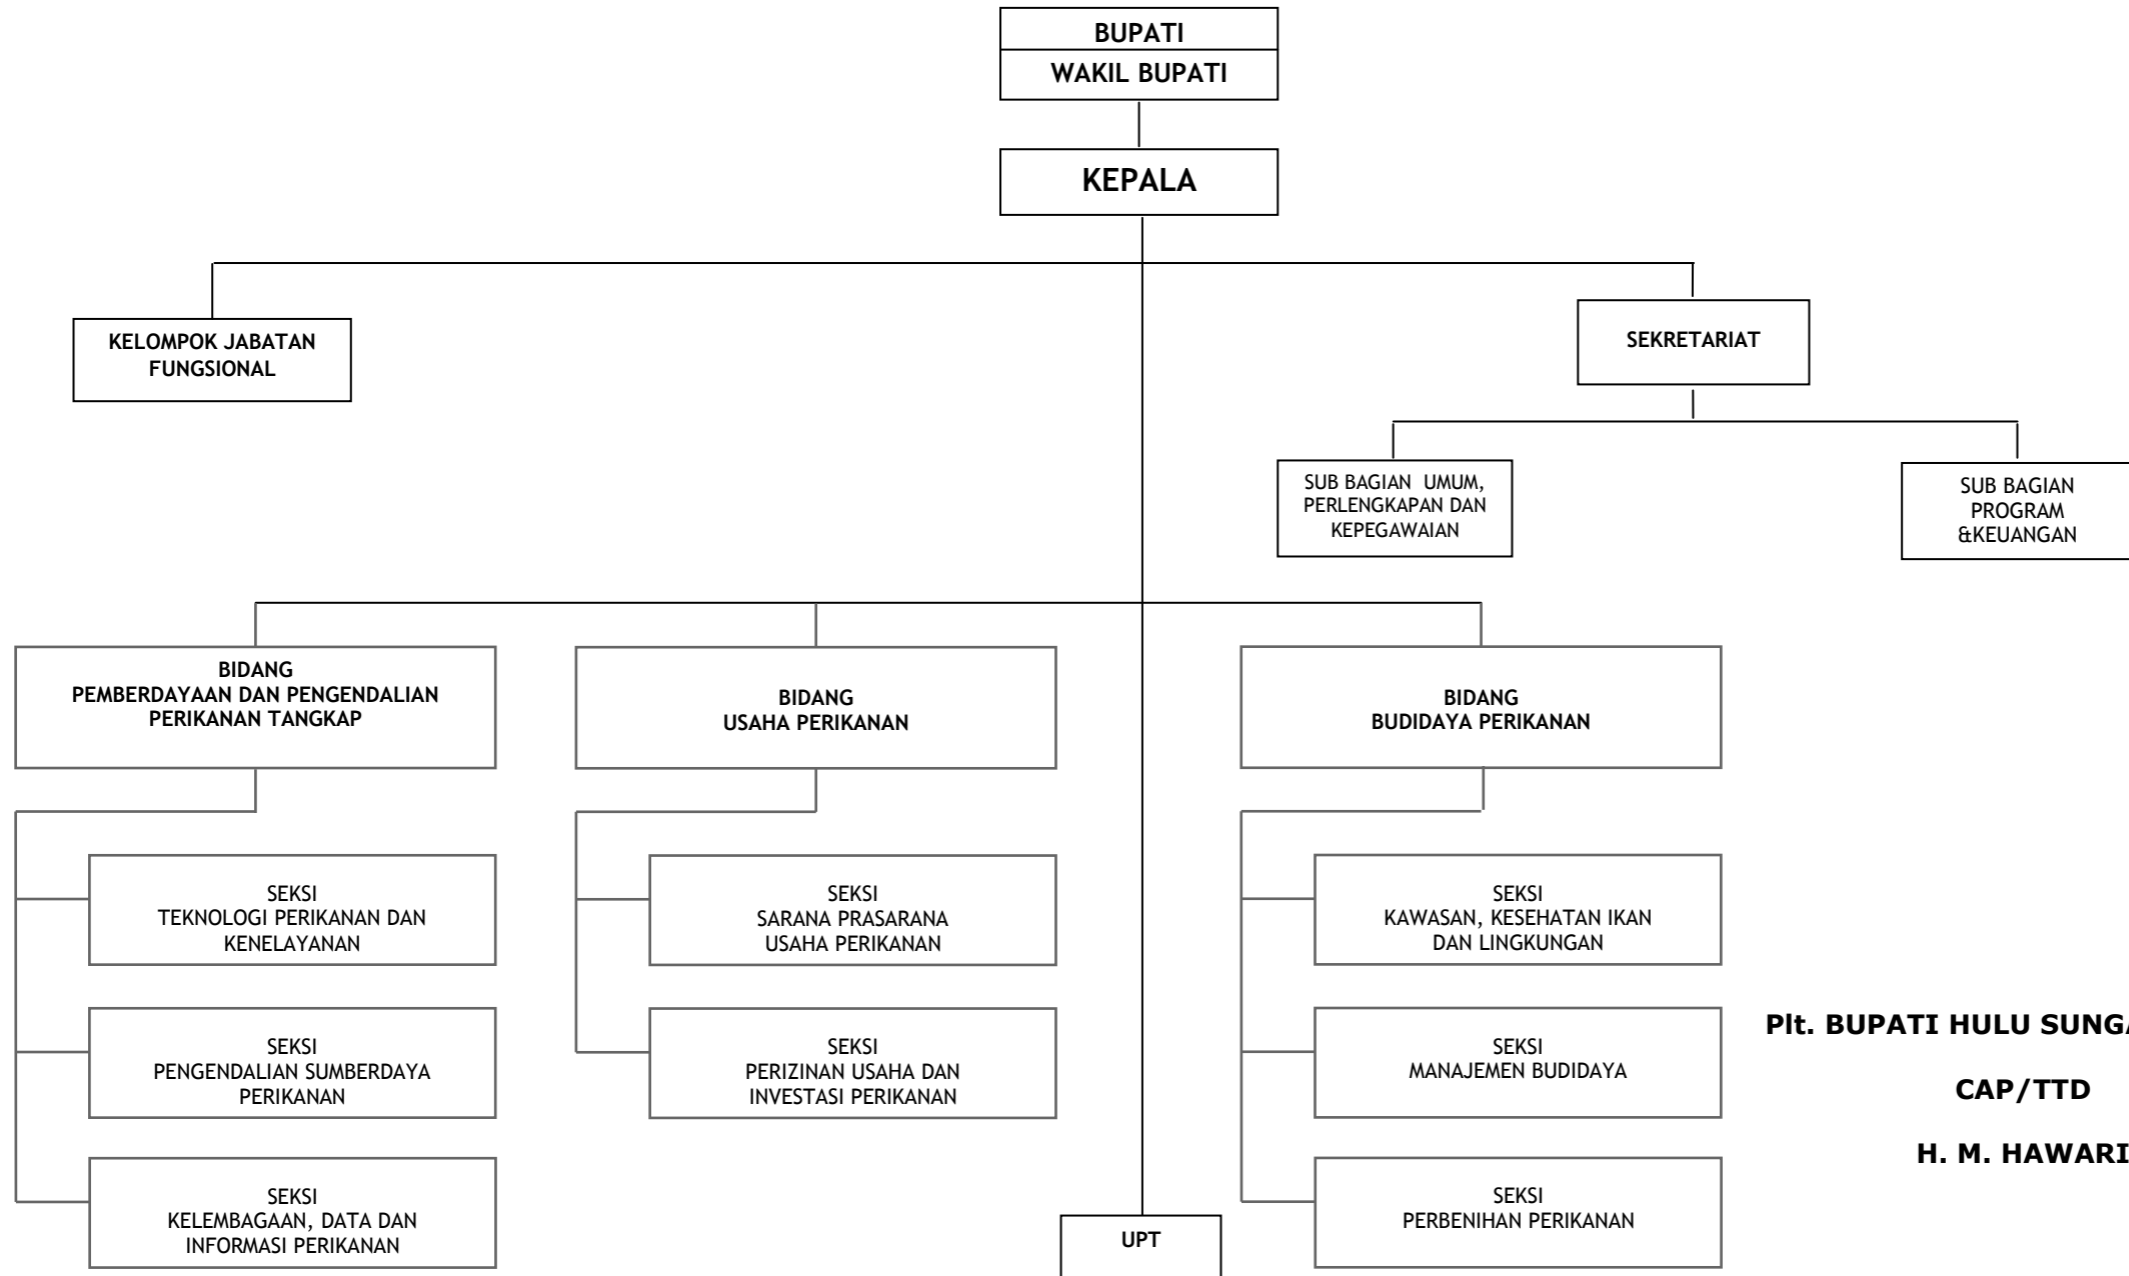 BUPATI
WAKIL BUPATI
KEPALA
KELOMPOK JABATAN
FUNGSIONAL
SEKRETARIAT
SUB BAGIAN UMUM,
PERLENGKAPAN DAN
KEPEGAWAIAN
SUB BAGIAN
PROGRAM
&KEUANGAN
BIDANG
PEMBERDAYAAN DAN PENGENDALIAN
PERIKANAN TANGKAP
BIDANG
USAHA PERIKANAN
BIDANG
BUDIDAYA PERIKANAN
SEKSI
TEKNOLOGI PERIKANAN DAN
KENELAYANAN
SEKSI
SARANA PRASARANA
USAHA PERIKANAN
SEKSI
KAWASAN, KESEHATAN IKAN
DAN LINGKUNGAN
SEKSI
PENGENDALIAN SUMBERDAYA
PERIKANAN
SEKSI
PERIZINAN USAHA DAN
INVESTASI PERIKANAN
SEKSI
MANAJEMEN BUDIDAYA
Plt. BUPATI HULU
CAP/TTD
H. M. HAWARI
SEKSI
KELEMBAGAAN, DATA DAN
INFORMASI PERIKANAN
UPT
SEKSI
PERBENIHAN PERIKANAN